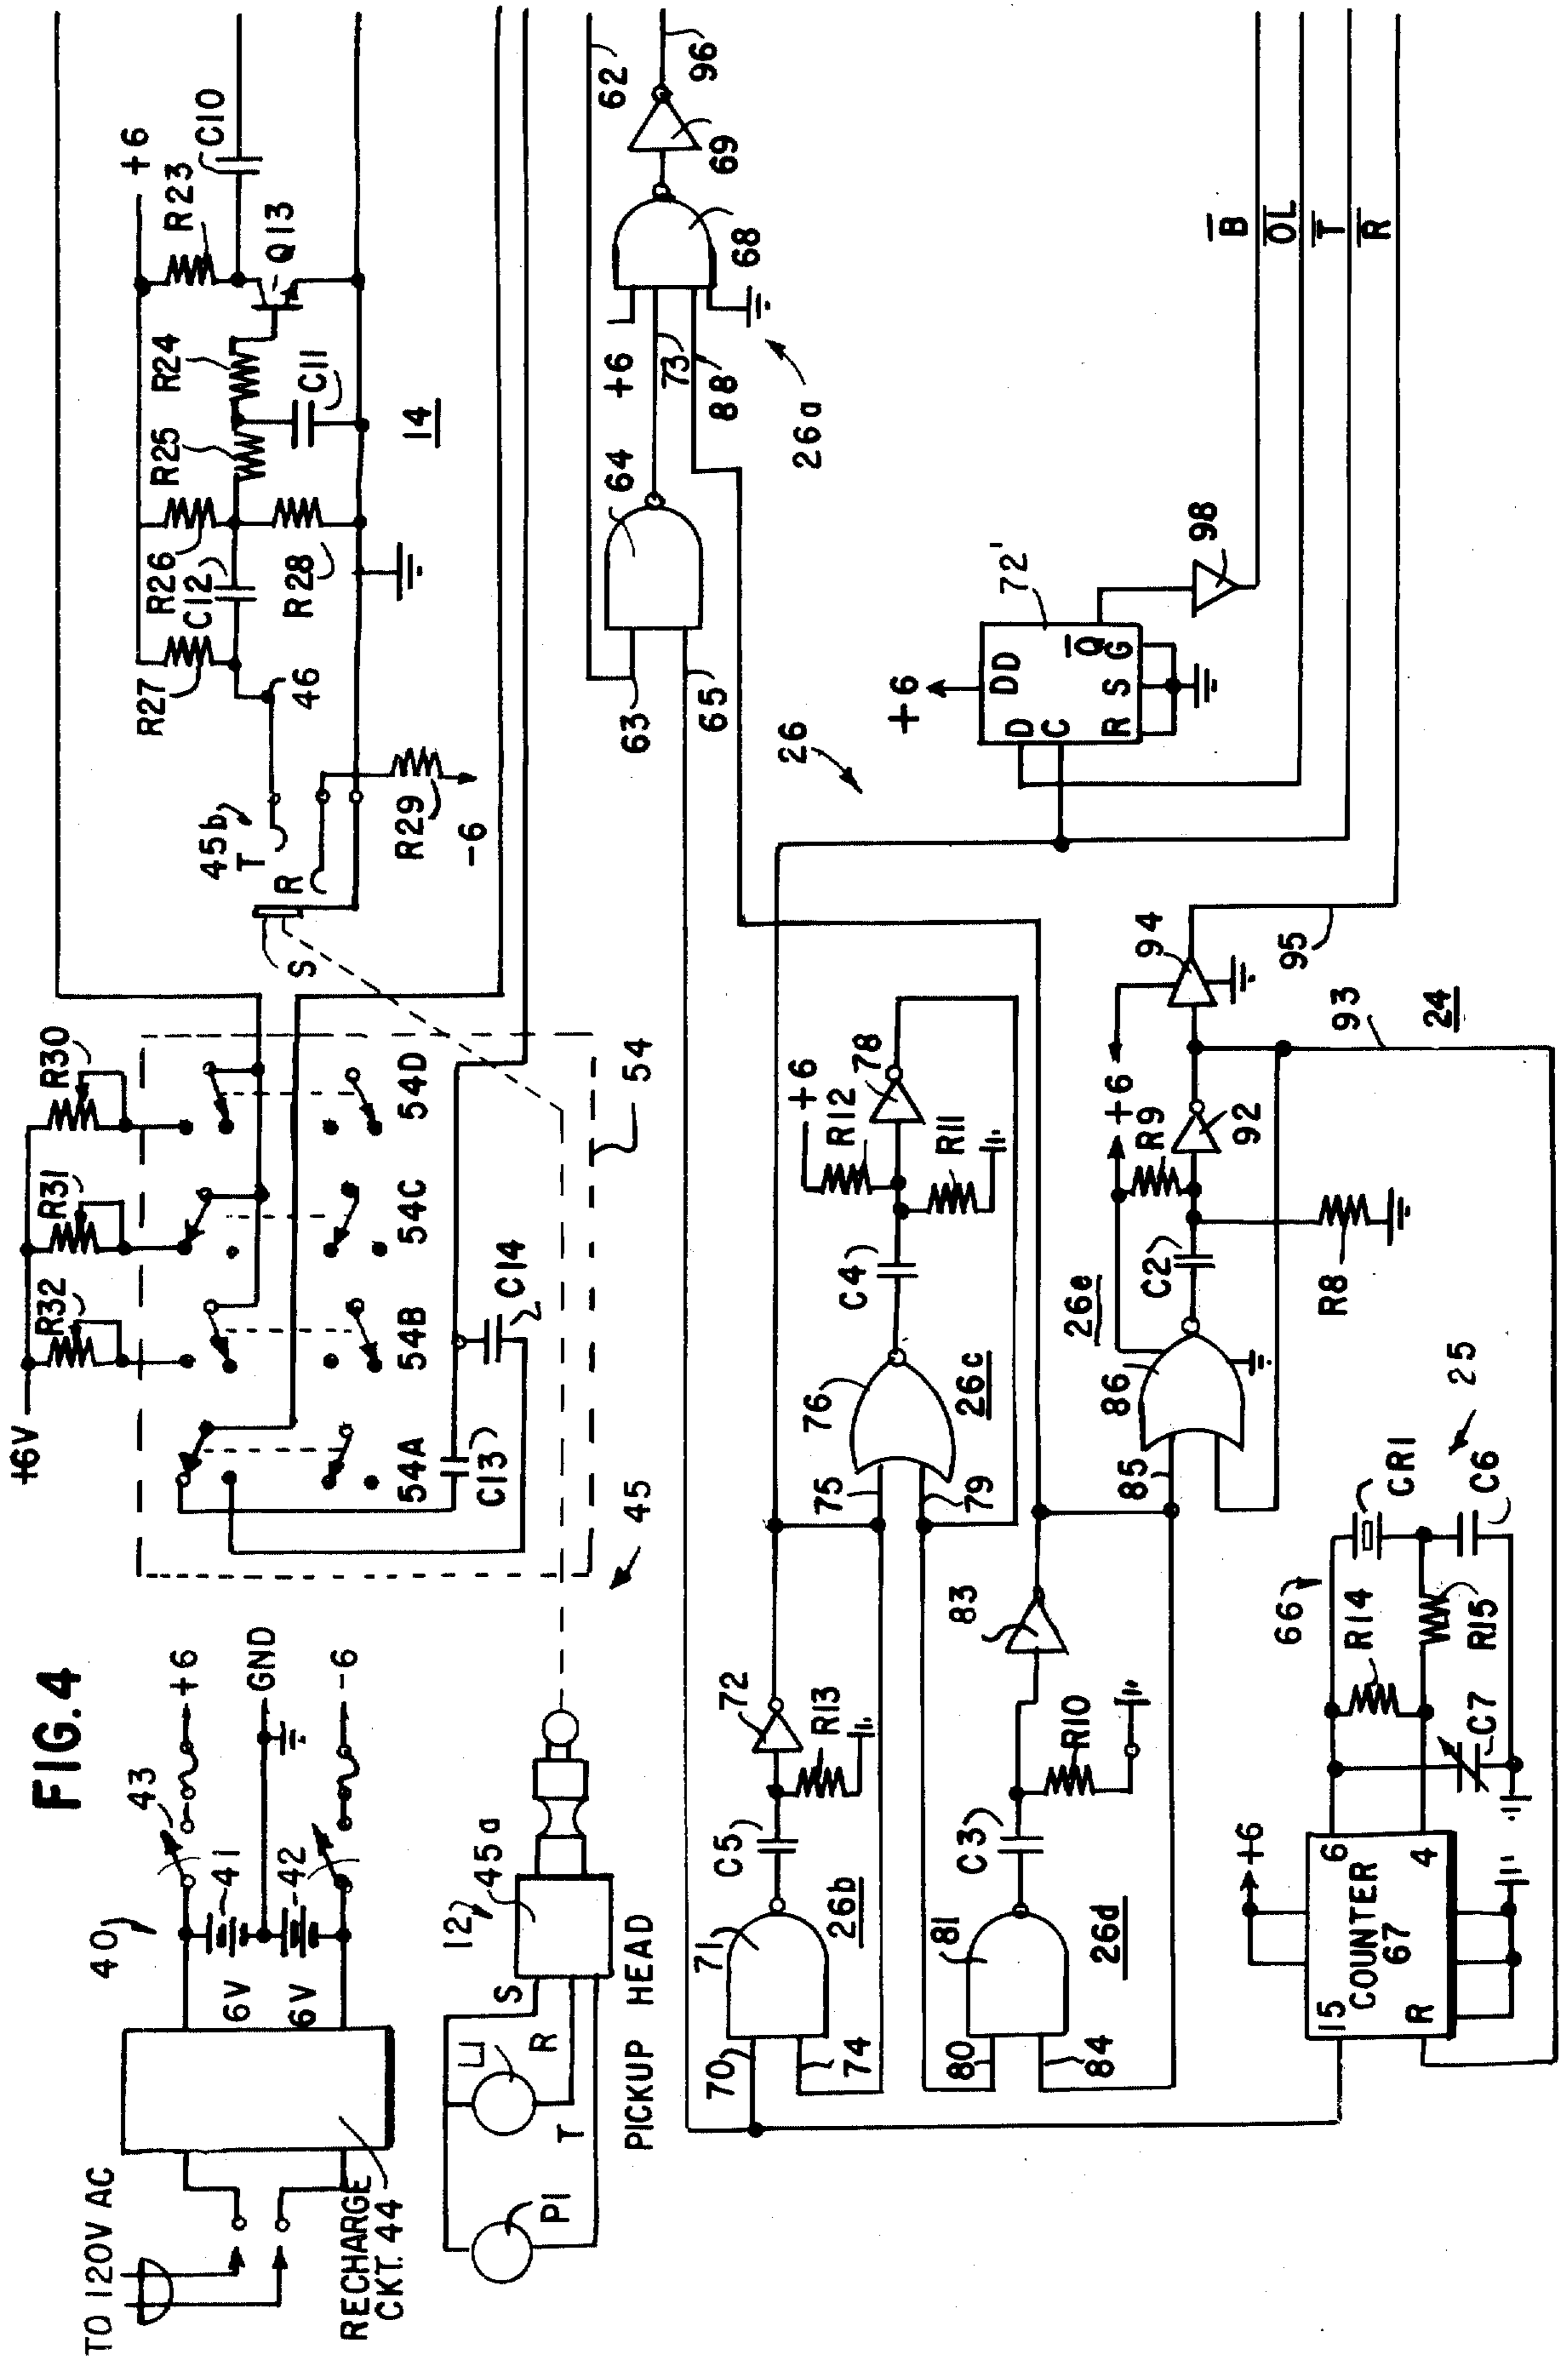 FIG.4
TO 120V AC
RECHARGE
CKT. 44
40
43
41
42
6V
6V
+6
GND
-6
12
45a
S
R
T
L1
P1
PICKUP HEAD
45
+6V
R32
R31
R30
54A
54B
54C
54D
54
C13
C14
S
R
T
45b
R29
-6
46
R27
C12
R26
R28
R25
R24
C11
14
Q13
R23
+6
C10
62
63
65
64
73
88
+6
68
69
96
26a
26
70
74
71
26b
C5
72
R13
75
79
76
26c
C4
+6
R12
R11
78
80
84
81
26d
C3
R10
83
85
86
26e
C2
+6
R9
R8
92
94
95
93
24
+6
15
COUNTER
67
R
6
4
66
R14
C7
R15
CR1
C6
25
+6
72'
D
DD
C
Q̅
R S G
98
B̅
O̅L̅
T̅
R̅